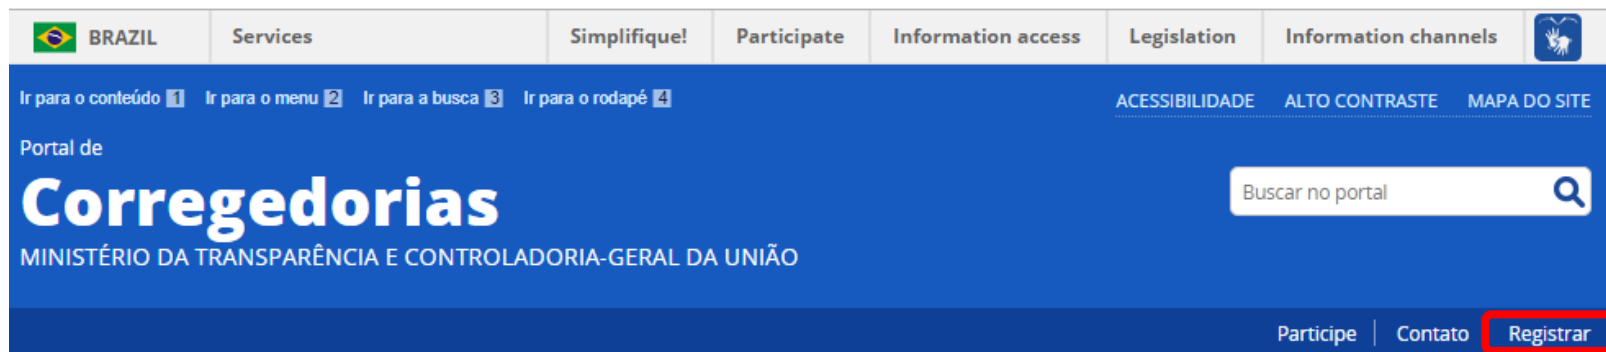 BRAZIL Services Simplifique! Participate Information access Legislation Information channels
Ir para o conteúdo 1 Ir para o menu 2 Ir para a busca 3 Ir para o rodapé 4 ACESSIBILIDADE ALTO CONTRASTE MAPA DO SITE
Portal de
Corregedorias
Buscar no portal
MINISTÉRIO DA TRANSPARÊNCIA E CONTROLADORIA-GERAL DA UNIÃO
Participe Contato Registrar